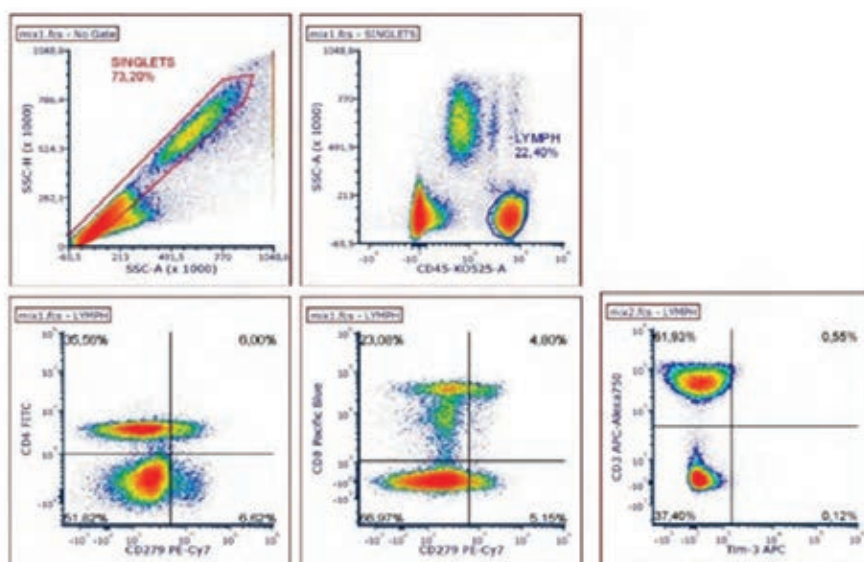 mix1.fcs - No Gate
SINGLETS
73,20%
SSC-H (x 1000)
SSC-A (x 1000)
mix1.fcs - SINGLETS
LYMPH
22,40%
SSC-A (x 1000)
CD45-KO525-A
mix1.fcs - LYMPH
35,56%
6,00%
CD4 FITC
51,82%
6,62%
CD279 PE-Cy7
mix1.fcs - LYMPH
23,08%
4,80%
CD8 Pacific Blue
66,97%
5,15%
CD279 PE-Cy7
mix2.fcs - LYMPH
61,93%
0,55%
CD3 APC-Alexa750
37,40%
0,12%
Tim-3 APC